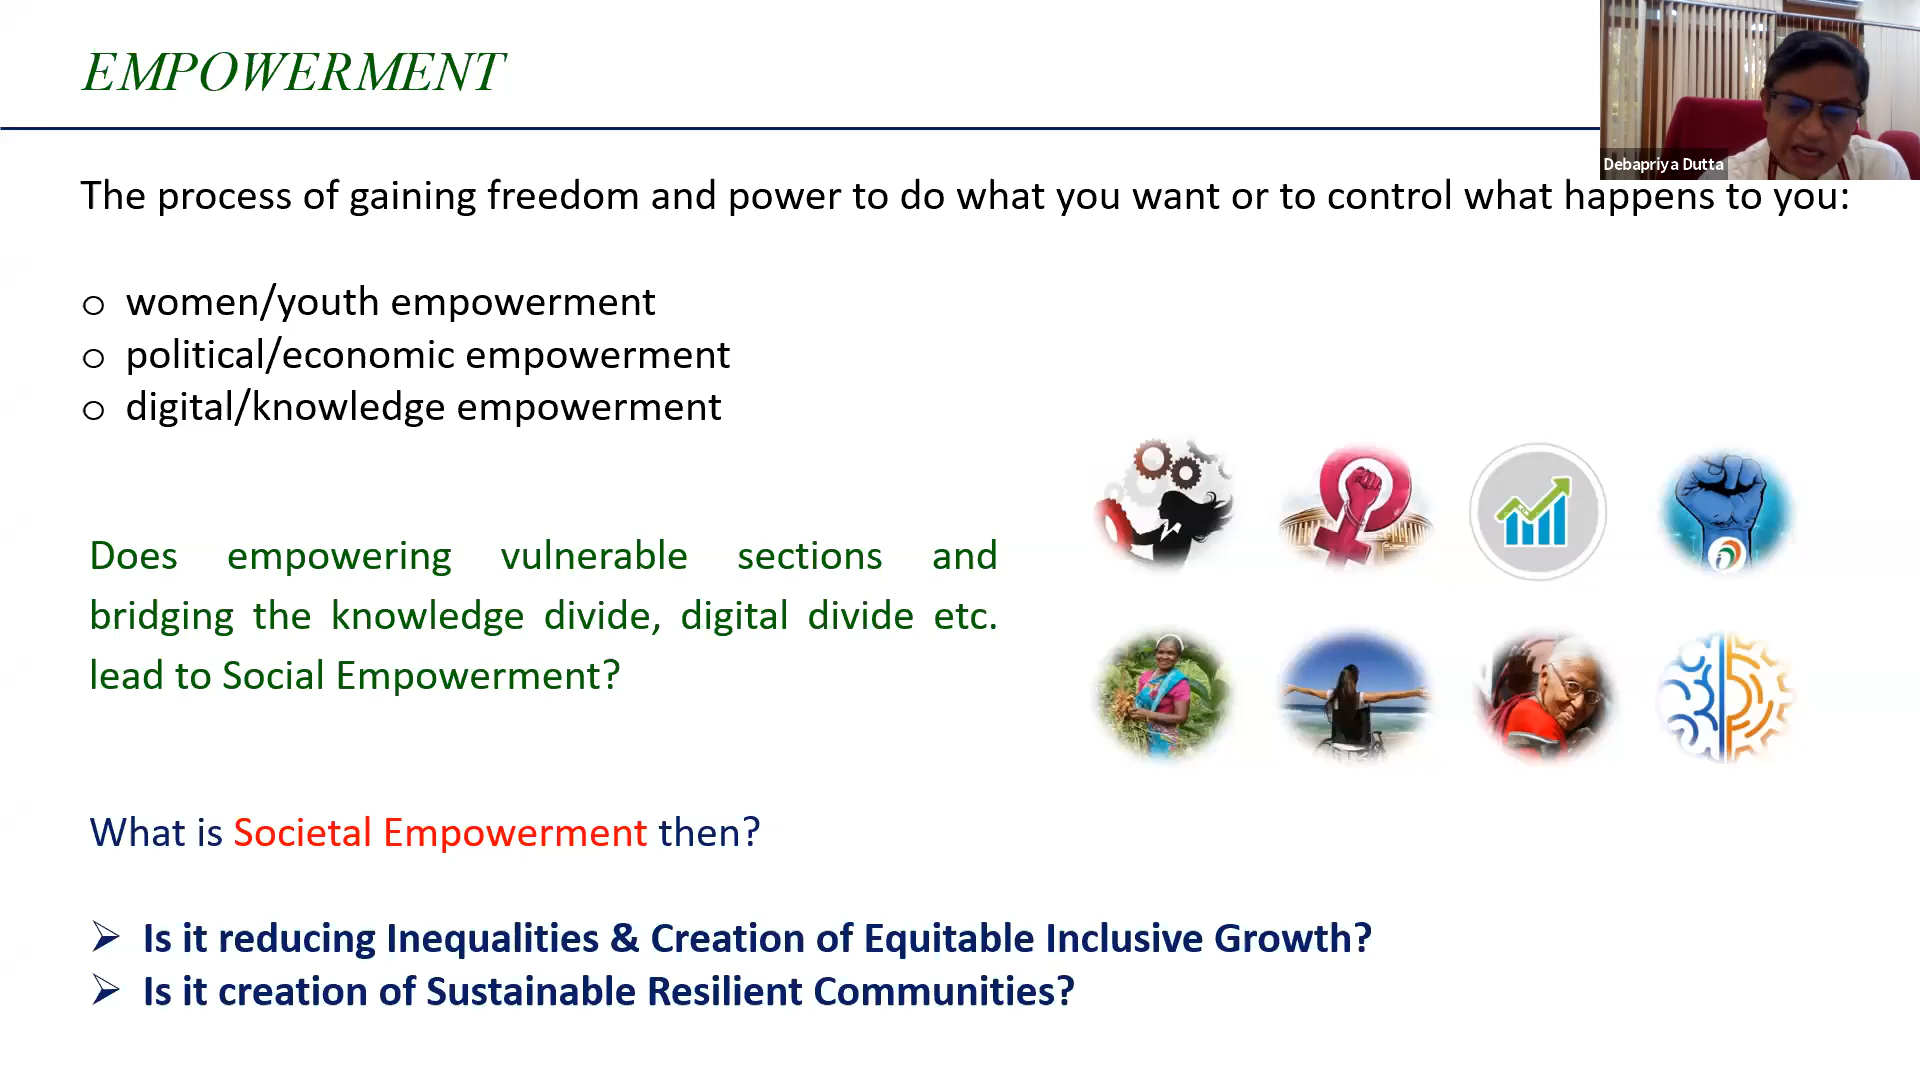 EMPOWERMENT
Debapriya Dutta
The process of gaining freedom and power to do what you want or to control what happens to you:
o women/youth empowerment
o political/economic empowerment
o digital/knowledge empowerment
Does empowering vulnerable sections and
bridging the knowledge divide, digital divide etc.
lead to Social Empowerment?
What is Societal Empowerment then?
➢ Is it reducing Inequalities & Creation of Equitable Inclusive Growth?
➢ Is it creation of Sustainable Resilient Communities?